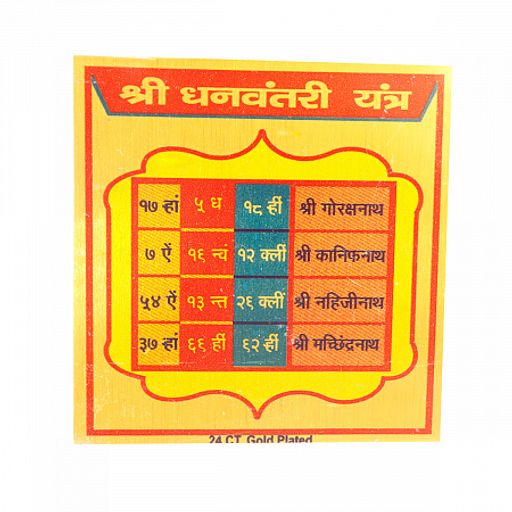 श्री धनवंतरी यंत्र
१७ हां ५ ध १८ हीं श्री गोरक्षनाथ
७ ऐं १६ न्वं १२ क्लीं श्री कानिफनाथ
५४ ऐं १३ न्त २६ क्लीं श्री नहिजीनाथ
३७ हां ६६ हीं ६२ हीं श्री मच्छिंद्रनाथ
24 CT. Gold Plated